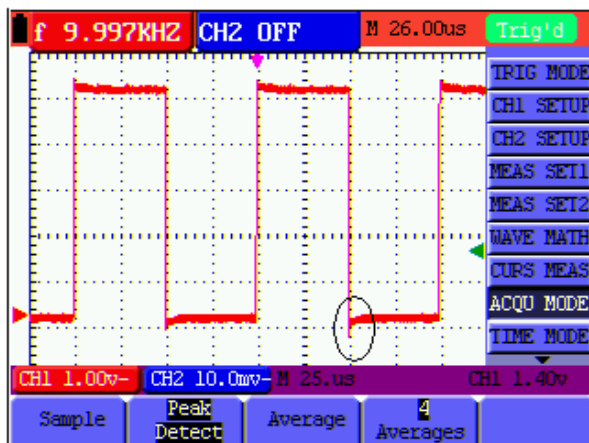 f 9.997KHZ CH2 OFF M 26.00us Trig'd
TRIG MODE
CH1 SETUP
CH2 SETUP
MEAS SET1
MEAS SET2
WAVE MATH
CURS MEAS
ACQU MODE
TIME MODE
CH1 1.00v- CH2 10.0mv- M 25.us CH1 1.40v
Sample
Peak
Detect
Average
4
Averages